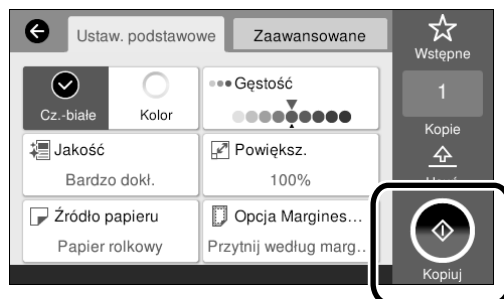 Ustaw. podstawowe
Zaawansowane
Wstępne
Cz.-białe
Kolor
Gęstość
1
Kopie
Jakość
Bardzo dokł.
Powiększ.
100%
Źródło papieru
Papier rolkowy
Opcja Margines...
Przytnij według marg..
Kopiuj